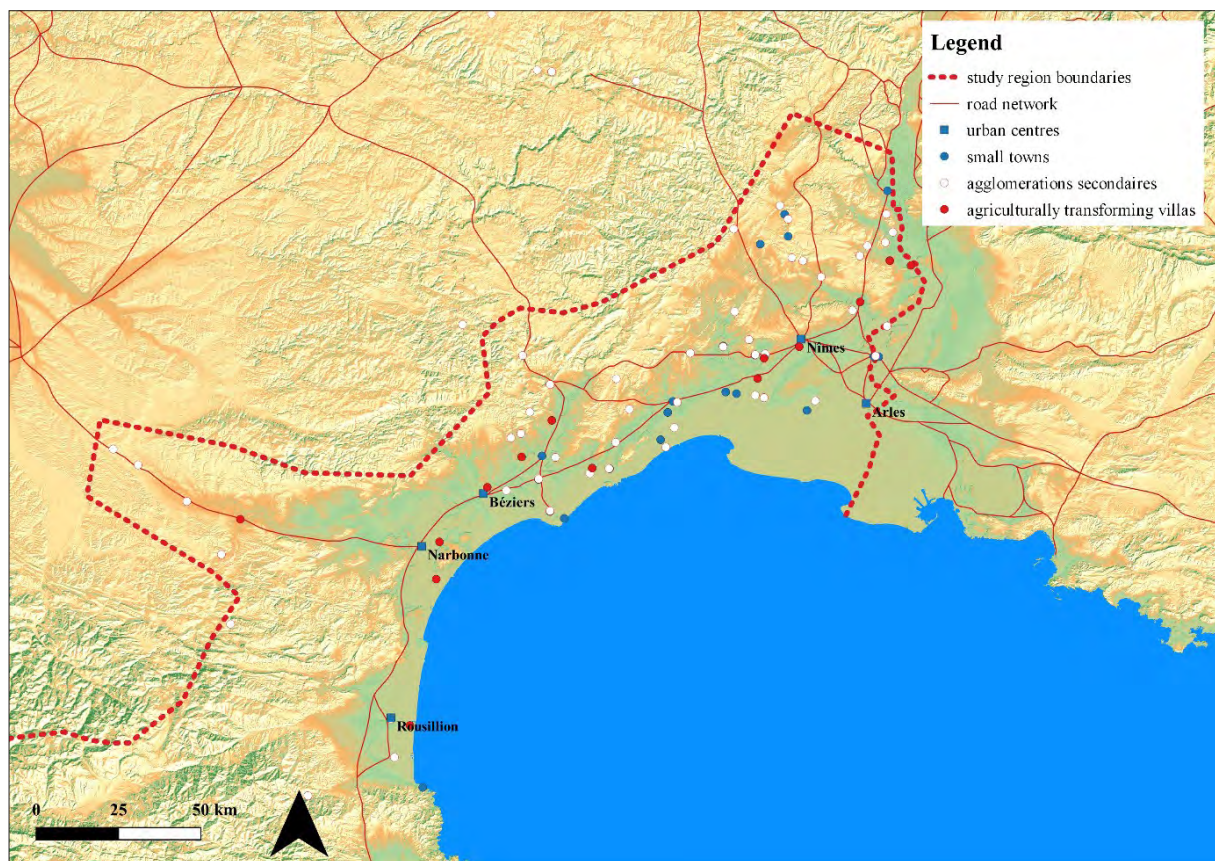 Legend
study region boundaries
road network
urban centres
small towns
agglomerations secondaires
agriculturally transforming villas
Nîmes
Arles
Béziers
Narbonne
Rousillion
0 25 50 km